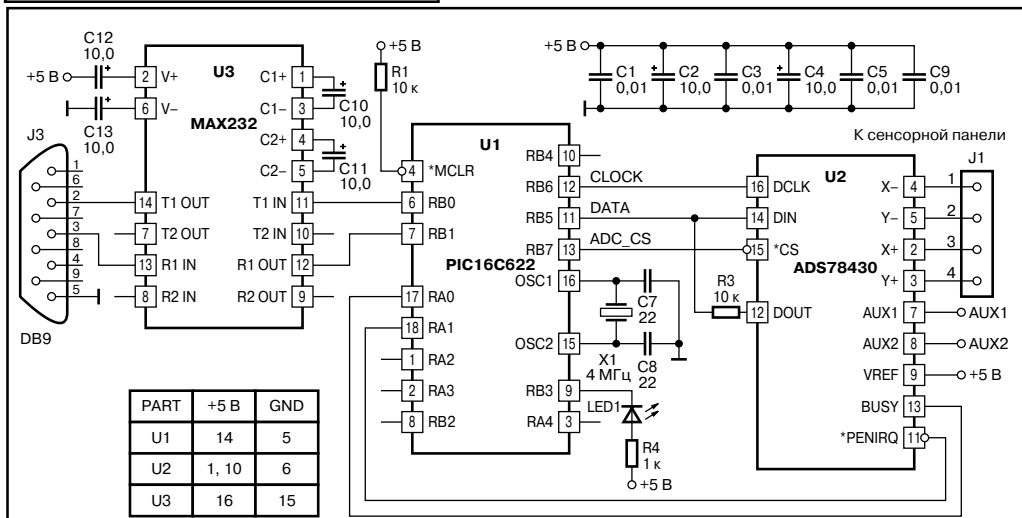 C12
10,0
+5 В
2 V+
6 V–
C13
10,0
U3
MAX232
C1+ 1
C1– 3
C2+ 4
C2– 5
C10
10,0
C11
10,0
14 T1 OUT
T1 IN 11
7 T2 OUT
T2 IN 10
13 R1 IN
R1 OUT 12
8 R2 IN
R2 OUT 9
J3
1
6
2
7
3
8
4
9
5
DB9
+5 В
R1
10 к
U1
PIC16C622
4 *MCLR
6 RB0
7 RB1
17 RA0
18 RA1
1 RA2
2 RA3
8 RB2
RB4 10
RB6 12
RB5 11
RB7 13
OSC1 16
OSC2 15
RB3 9
RA4 3
CLOCK
DATA
ADC_CS
C7
22
X1
4 МГц
C8
22
LED1
R4
1 к
+5 В
R3
10 к
+5 В
C1
0,01
C2
10,0
C3
0,01
C4
10,0
C5
0,01
C9
0,01
К сенсорной панели
J1
1
2
3
4
U2
ADS78430
16 DCLK
14 DIN
15 *CS
12 DOUT
X– 4
Y– 5
X+ 2
Y+ 3
AUX1 7
AUX2 8
VREF 9
BUSY 13
*PENIRQ 11
AUX1
AUX2
+5 В
PART +5 В GND
U1 14 5
U2 1, 10 6
U3 16 15